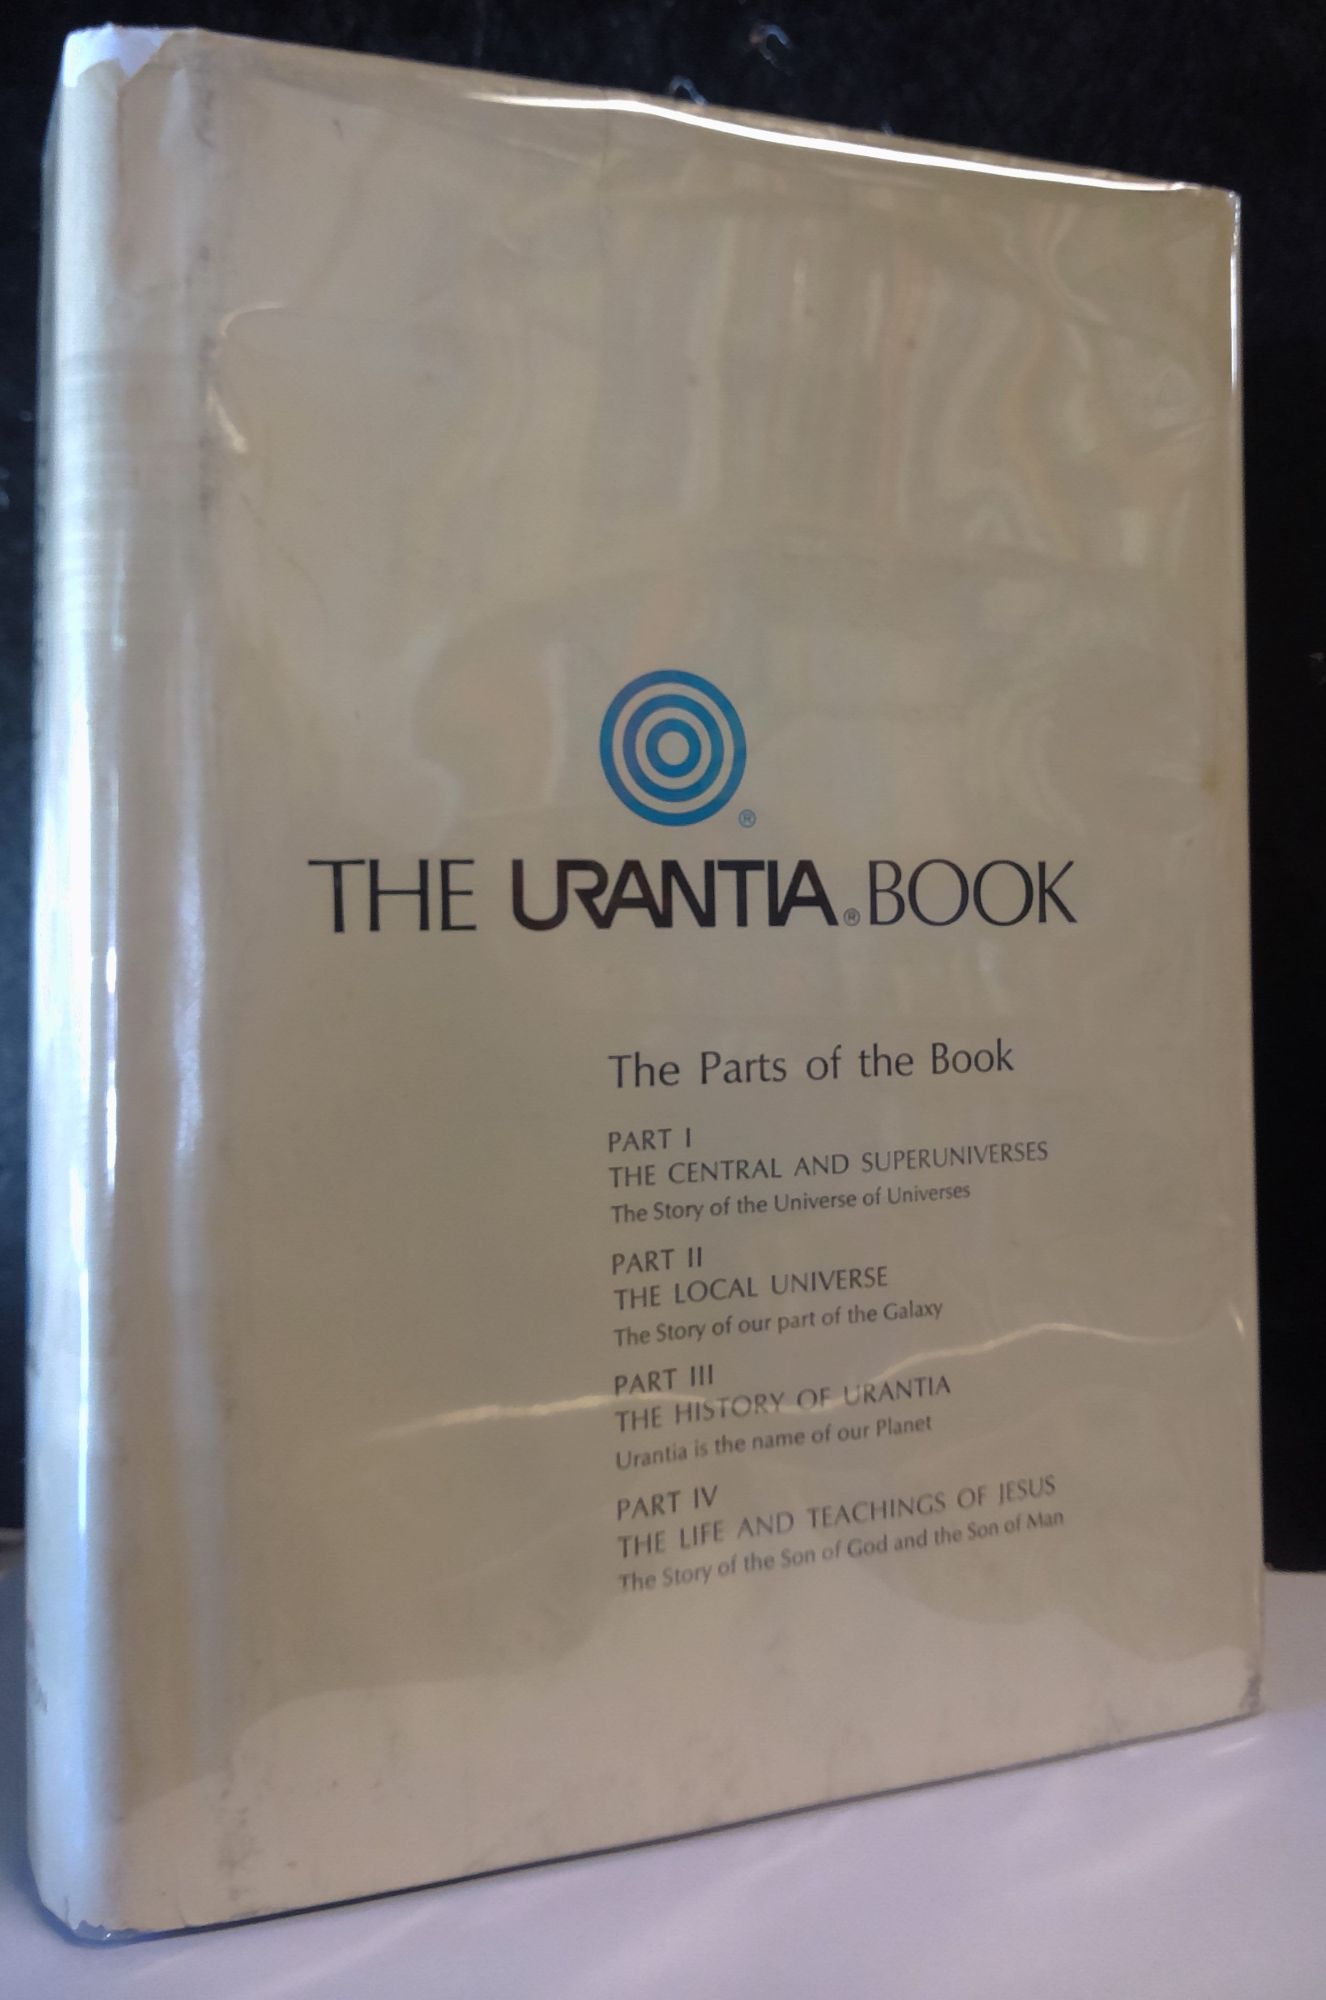 ®
THE URANTIA® BOOK
The Parts of the Book
PART I
THE CENTRAL AND SUPERUNIVERSES
The Story of the Universe of Universes
PART II
THE LOCAL UNIVERSE
The Story of our part of the Galaxy
PART III
THE HISTORY OF URANTIA
Urantia is the name of our Planet
PART IV
THE LIFE AND TEACHINGS OF JESUS
The Story of the Son of God and the Son of Man